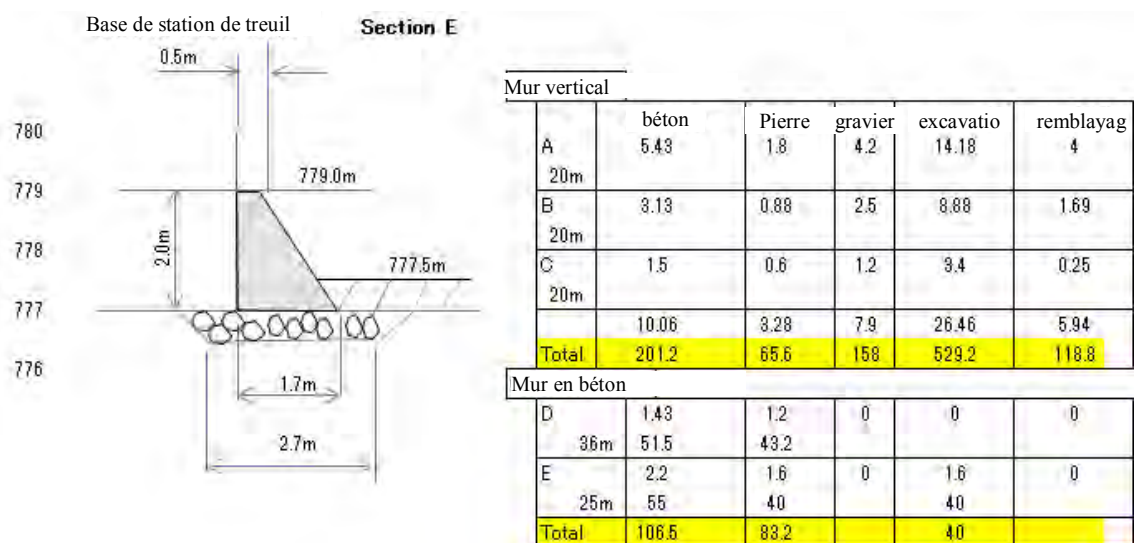 Base de station de treuil
Section E
0.5m
780
779
778
777
776
779.0m
2.0m
777.5m
1.7m
2.7m
Mur vertical
béton Pierre gravier excavatio remblayag
A 5.43 1.8 4.2 14.18 4
20m
B 3.13 0.88 2.5 8.88 1.69
20m
C 1.5 0.6 1.2 3.4 0.25
20m
10.06 3.28 7.9 26.46 5.94
Total 201.2 65.6 158 529.2 118.8
Mur en béton
D 1.43 1.2 0 0 0
36m 51.5 43.2
E 2.2 1.6 0 1.6 0
25m 55 40 40
Total 106.5 83.2 40